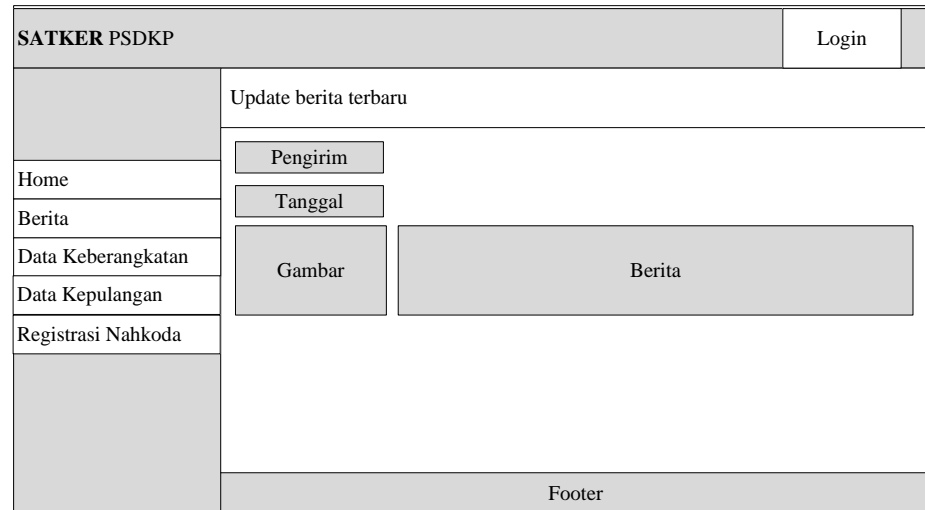 SATKER PSDKP
Login
Update berita terbaru
Home
Berita
Data Keberangkatan
Data Kepulangan
Registrasi Nahkoda
Pengirim
Tanggal
Gambar
Berita
Footer